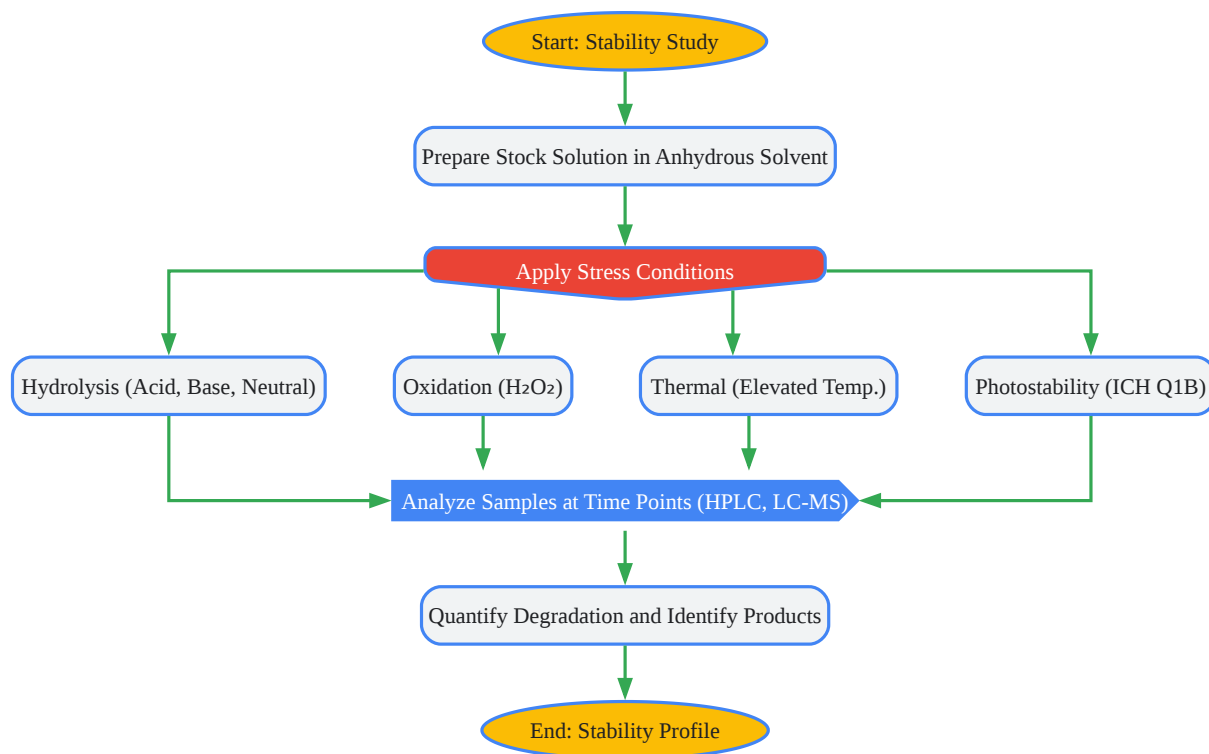 Start: Stability Study
Prepare Stock Solution in Anhydrous Solvent
Apply Stress Conditions
Hydrolysis (Acid, Base, Neutral)
Oxidation (H₂O₂)
Thermal (Elevated Temp.)
Photostability (ICH Q1B)
Analyze Samples at Time Points (HPLC, LC-MS)
Quantify Degradation and Identify Products
End: Stability Profile